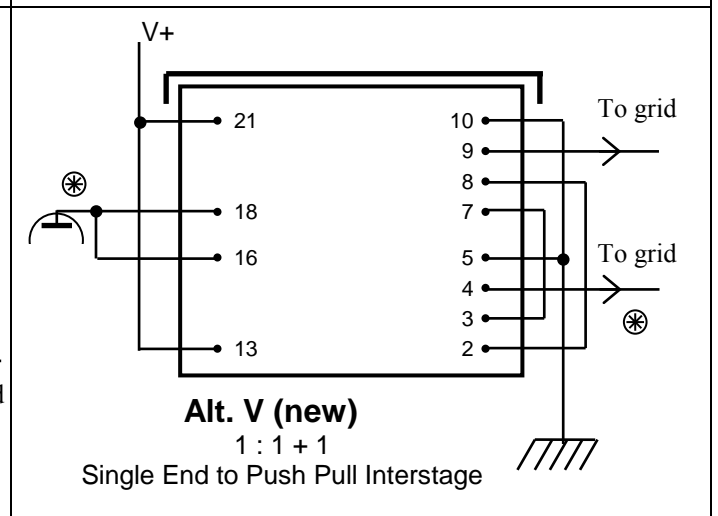 V+
21
18
16
13
10
9
8
7
5
4
3
2
To grid
To grid
Alt. V (new)
1 : 1 + 1
Single End to Push Pull Interstage